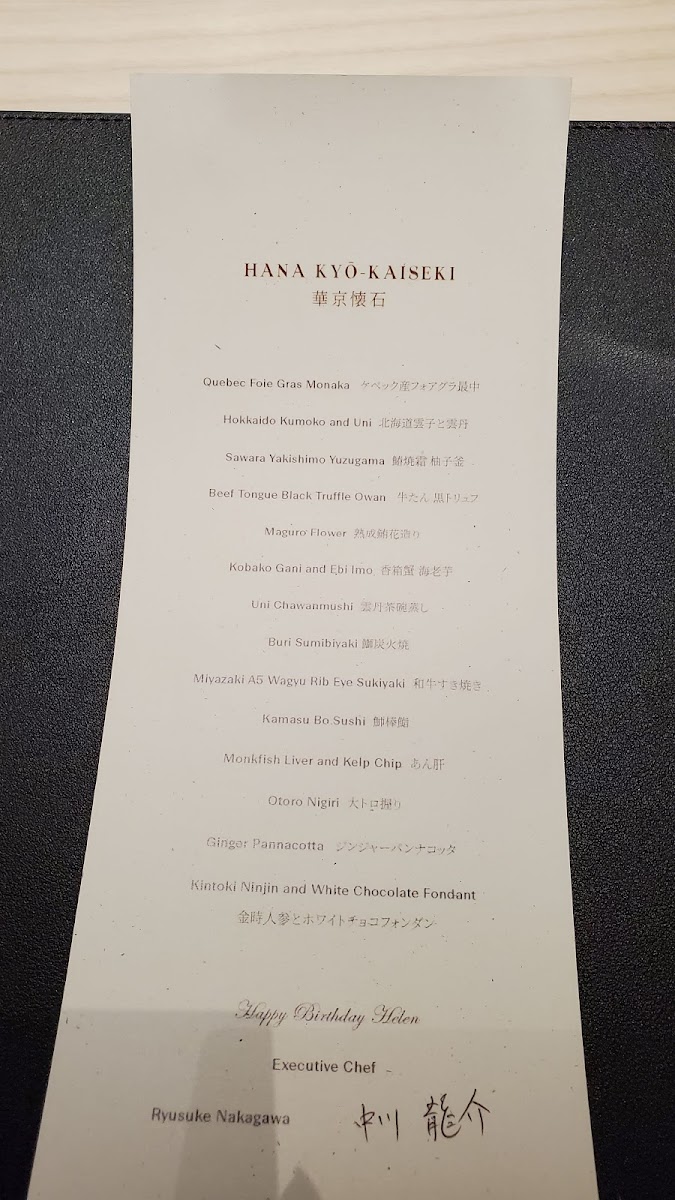 HANA KYŌ-KAISEKI
華京懐石
Quebec Foie Gras Monaka ケベック産フォアグラ最中
Hokkaido Kumoko and Uni 北海道雲子と雲丹
Sawara Yakishimo Yuzugama 鰆焼霜 柚子釜
Beef Tongue Black Truffle Owan 牛たん 黒トリュフ
Maguro Flower 熟成鮪花造り
Kobako Gani and Ebi Imo 香箱蟹 海老芋
Uni Chawanmushi 雲丹茶碗蒸し
Buri Sumibiyaki 鰤炭火焼
Miyazaki A5 Wagyu Rib Eye Sukiyaki 和牛すき焼き
Kamasu Bo Sushi 魳棒鮨
Monkfish Liver and Kelp Chip あん肝
Otoro Nigiri 大トロ握り
Ginger Pannacotta ジンジャーパンナコッタ
Kintoki Ninjin and White Chocolate Fondant
金時人参とホワイトチョコフォンダン
Happy Birthday Helen
Executive Chef
Ryusuke Nakagawa 中川 龍介